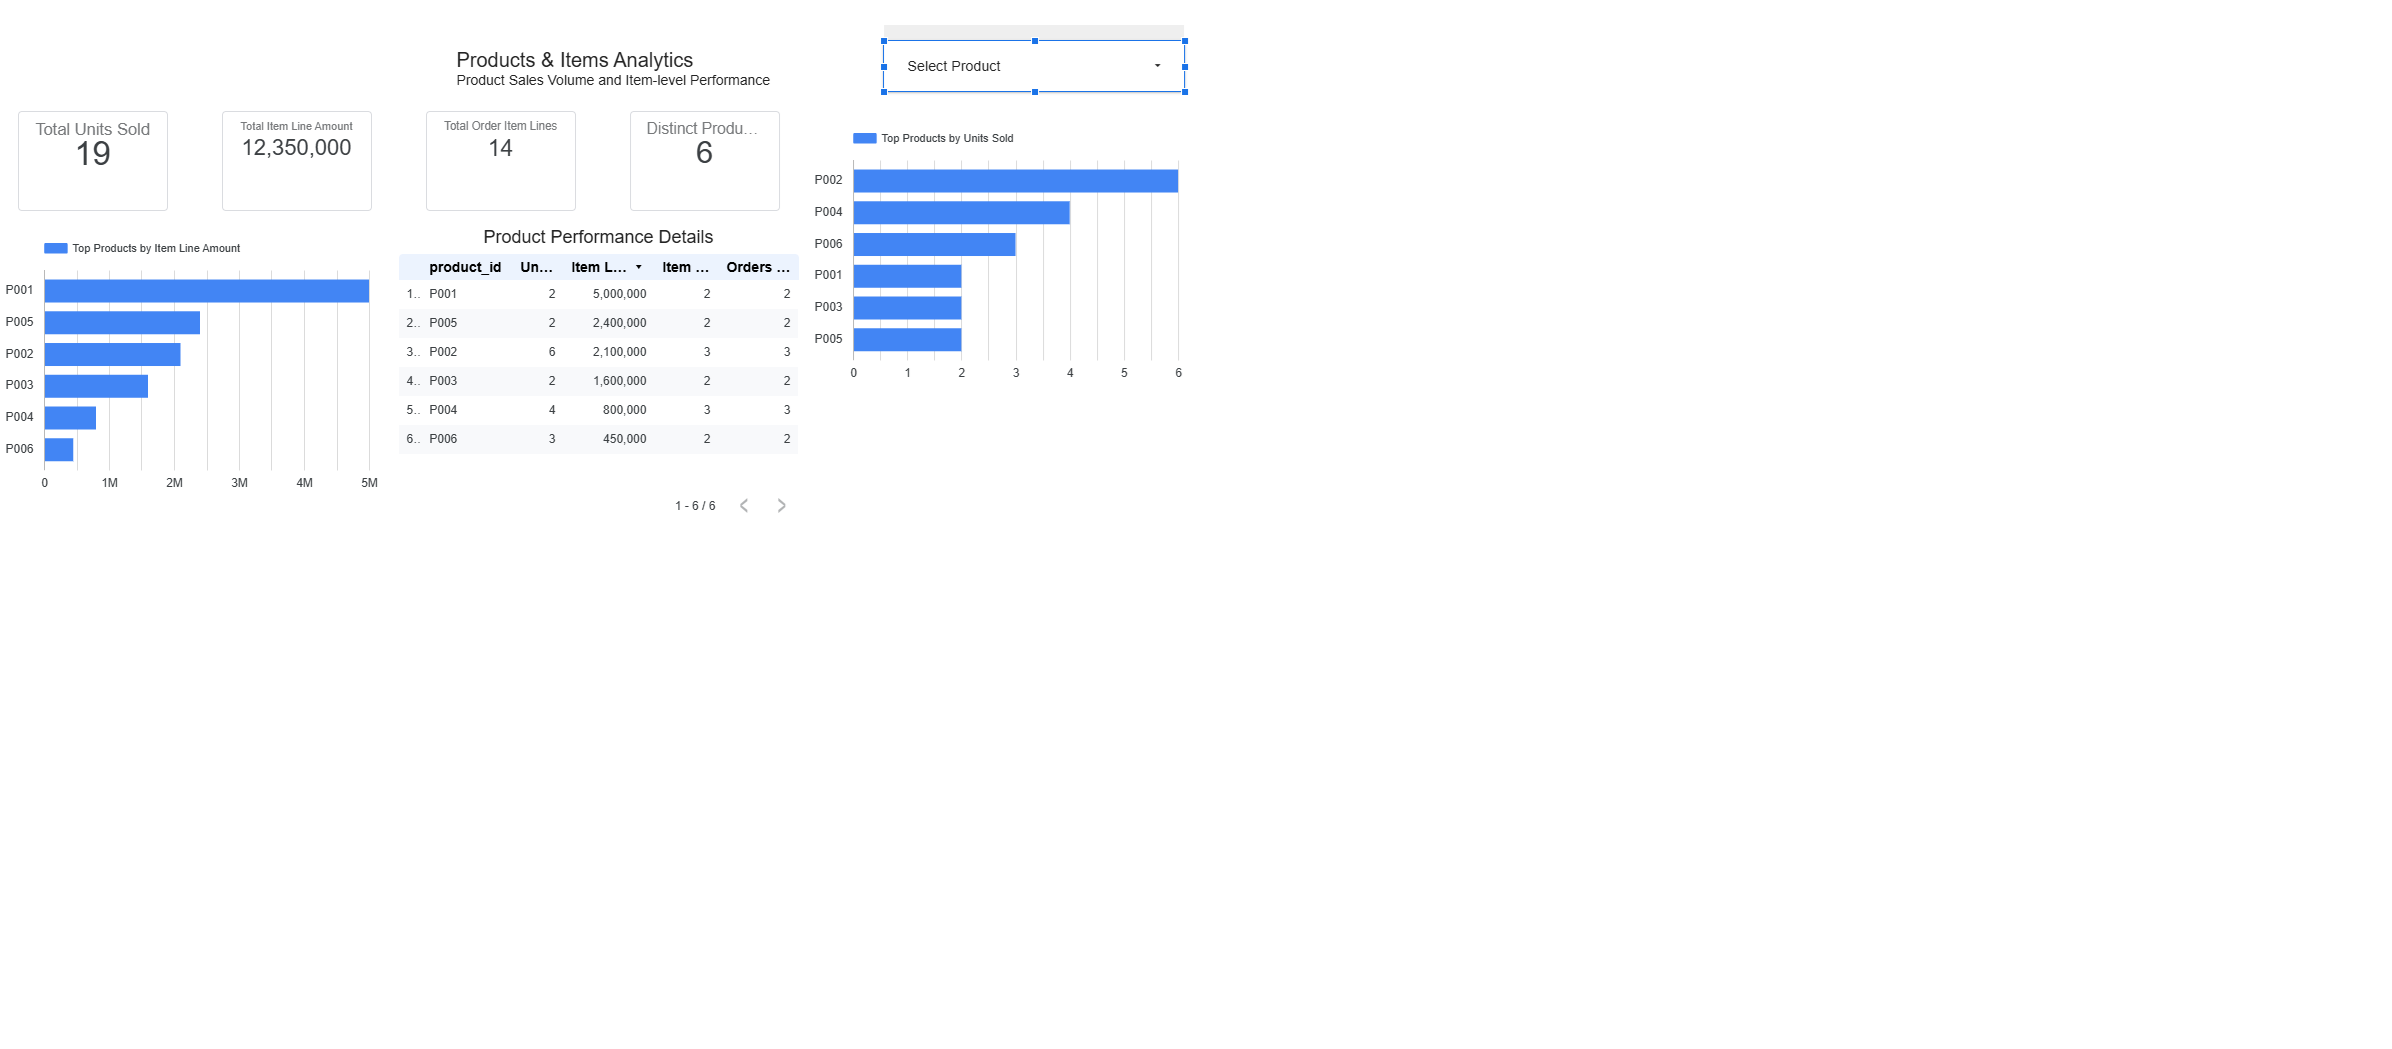 Products & Items Analytics
Product Sales Volume and Item-level Performance
Select Product
Total Units Sold
19
Total Item Line Amount
12,350,000
Total Order Item Lines
14
Distinct Produ...
6
Top Products by Item Line Amount
P001
P005
P002
P003
P004
P006
0 1M 2M 3M 4M 5M
Product Performance Details
product_id Un... Item L... Item ... Orders ...
1.. P001 2 5,000,000 2 2
2.. P005 2 2,400,000 2 2
3.. P002 6 2,100,000 3 3
4.. P003 2 1,600,000 2 2
5.. P004 4 800,000 3 3
6.. P006 3 450,000 2 2
1 - 6 / 6
Top Products by Units Sold
P002
P004
P006
P001
P003
P005
0 1 2 3 4 5 6